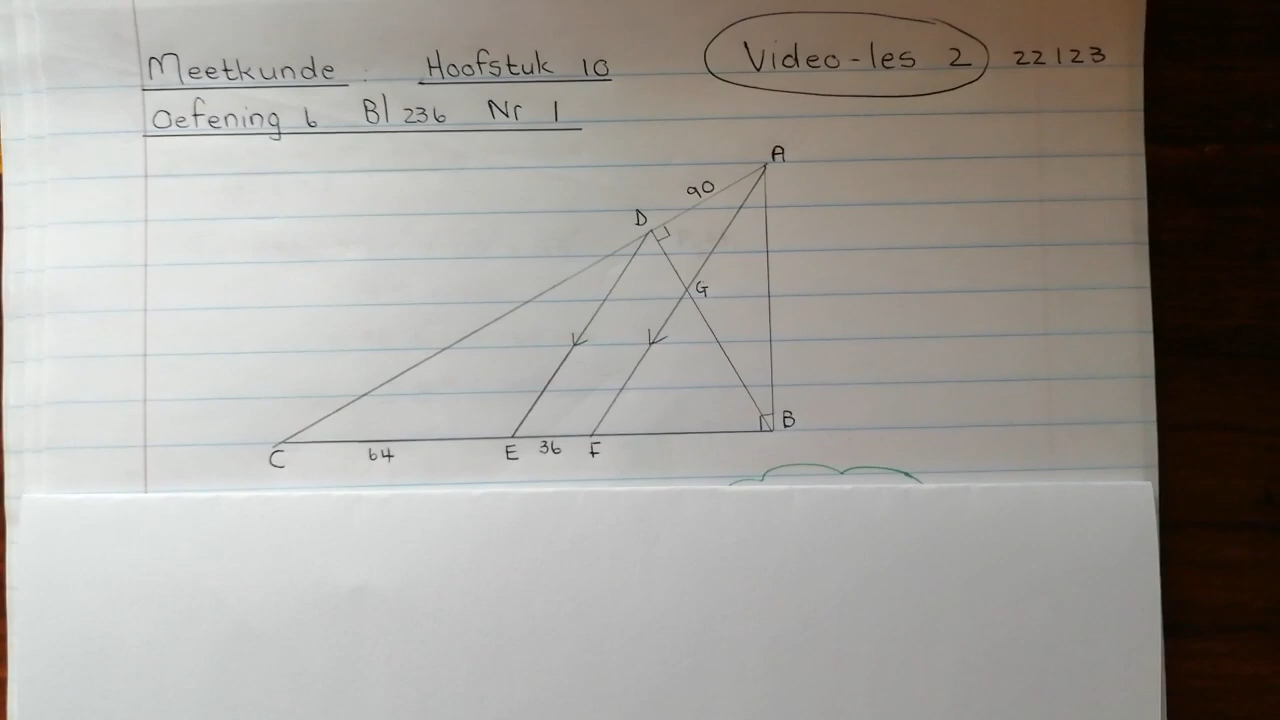 Meetkunde : Hoofstuk 10
Video-les 2 22123
Oefening 6 Bl 236 Nr 1
A
90
D
G
B
C 64 E 36 F